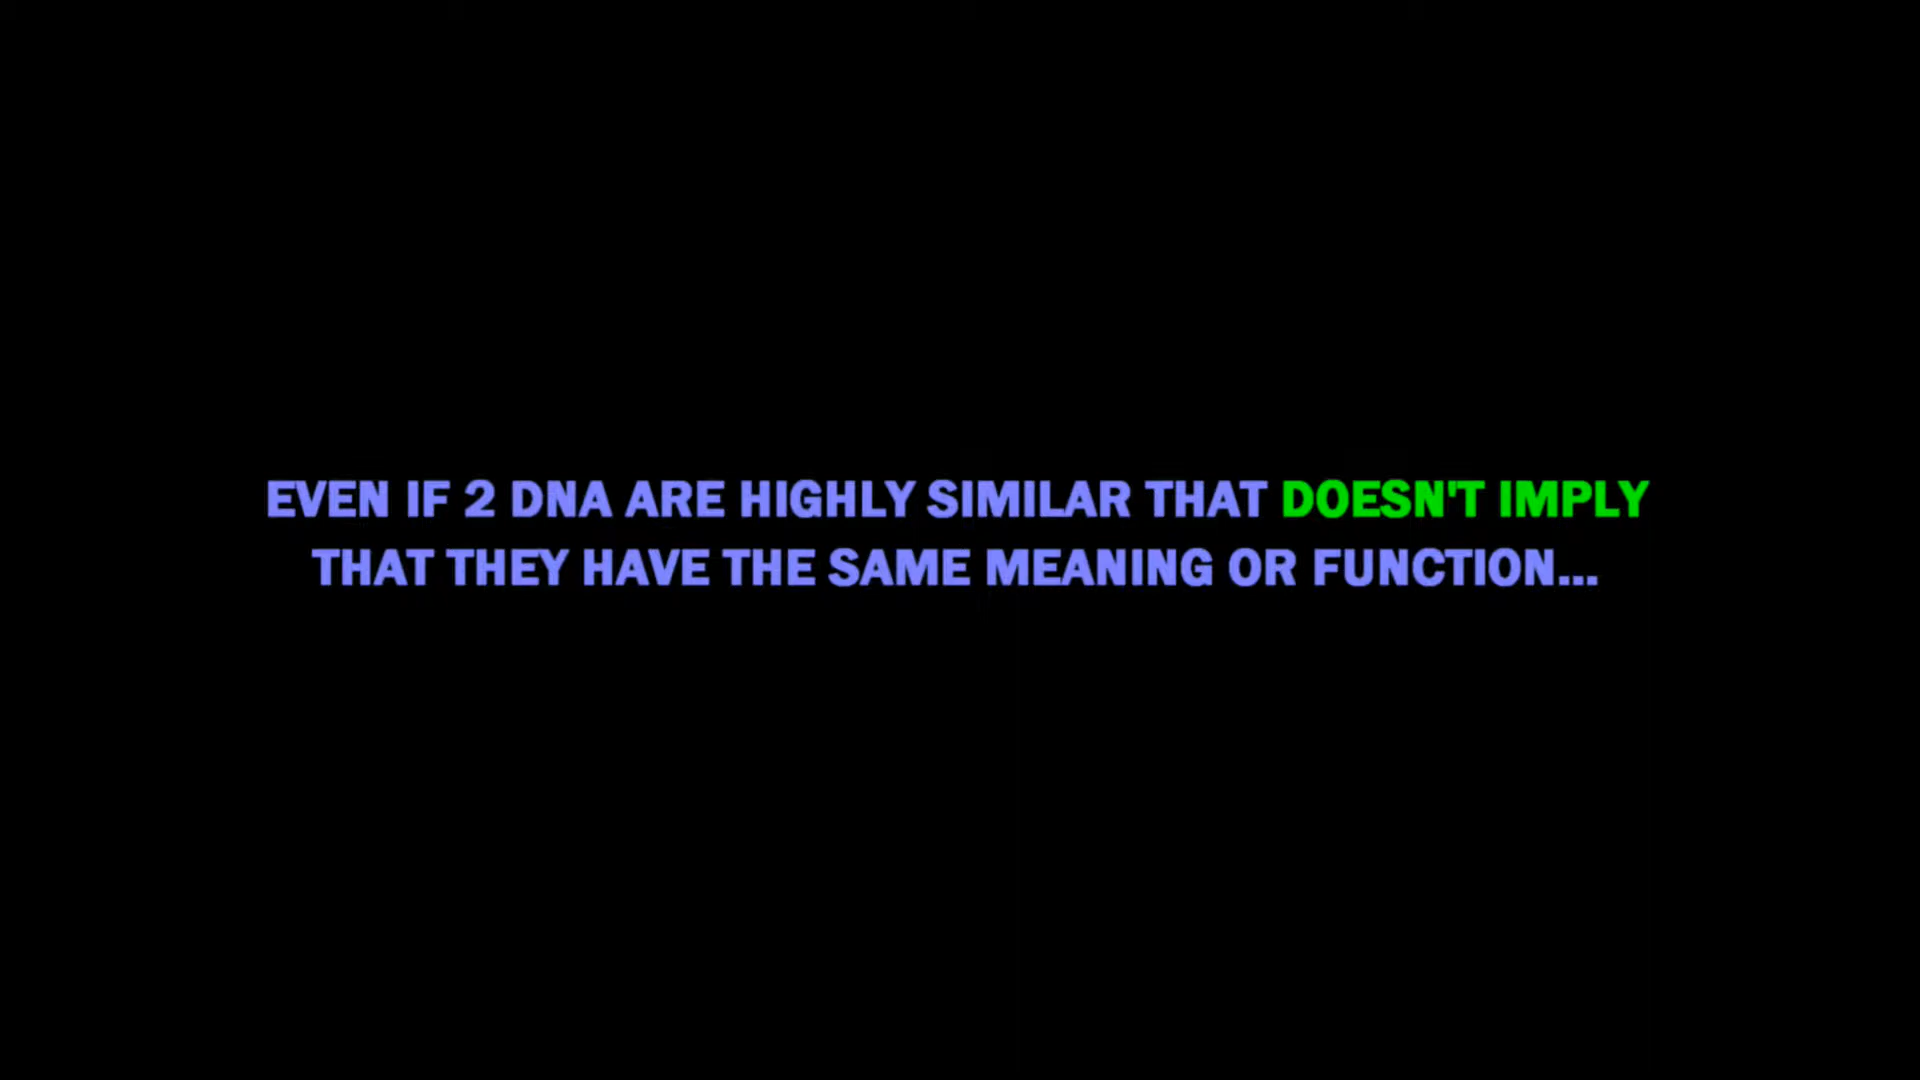 EVEN IF 2 DNA ARE HIGHLY SIMILAR THAT DOESN'T IMPLY
THAT THEY HAVE THE SAME MEANING OR FUNCTION...